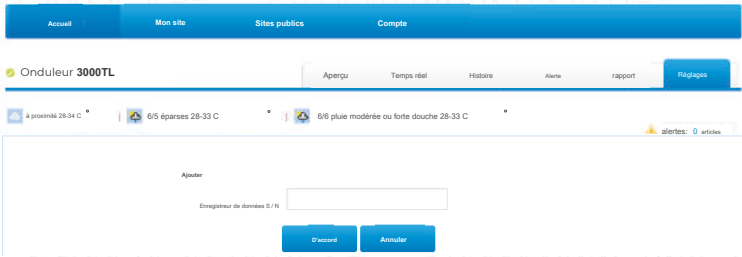 Accueil Mon site Sites publics Compte
Onduleur 3000TL Aperçu Temps réel Histoire Alerte rapport Réglages
à proximité 28-34 C ° 6/5 éparses 28-33 C ° 6/6 pluie modérée ou forte douche 28-33 C °
alertes: 0 articles
Ajouter
Enregistreur de données S / N
D'accord Annuler